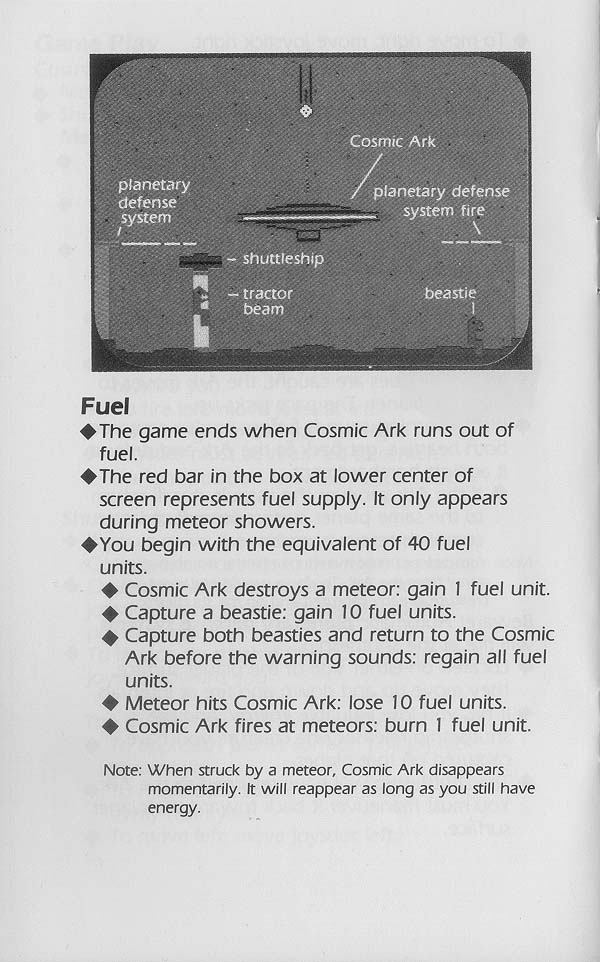 Cosmic Ark
planetary
defense
system
planetary defense
system fire
shuttleship
tractor
beam
beastie
Fuel
◆The game ends when Cosmic Ark runs out of
fuel.
◆The red bar in the box at lower center of
screen represents fuel supply. It only appears
during meteor showers.
◆You begin with the equivalent of 40 fuel
units.
◆ Cosmic Ark destroys a meteor: gain 1 fuel unit.
◆ Capture a beastie: gain 10 fuel units.
◆ Capture both beasties and return to the Cosmic
Ark before the warning sounds: regain all fuel
units.
◆ Meteor hits Cosmic Ark: lose 10 fuel units.
◆ Cosmic Ark fires at meteors: burn 1 fuel unit.
Note: When struck by a meteor, Cosmic Ark disappears
momentarily. It will reappear as long as you still have
energy.